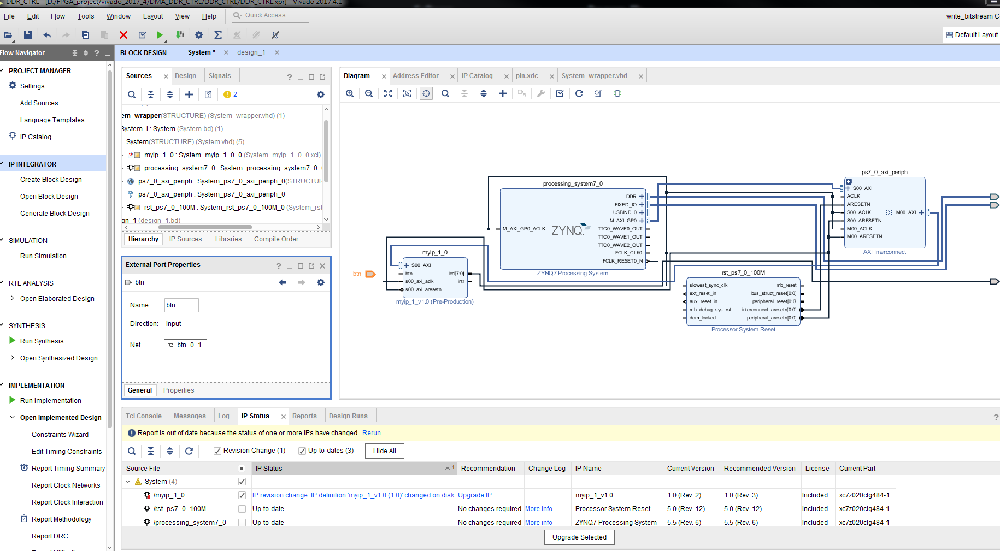 DDR_CTRL - [D:/FPGA_project/vivado_2017_4/DMA_DDR_CTRL/DDR_CTRL/DDR_CTRL.xpr] - Vivado 2017.4.1
File Edit Flow Tools Window Layout View Help Quick Access
write_bitstream C
Default Layout
Flow Navigator
PROJECT MANAGER
Settings
Add Sources
Language Templates
IP Catalog
IP INTEGRATOR
Create Block Design
Open Block Design
Generate Block Design
SIMULATION
Run Simulation
RTL ANALYSIS
Open Elaborated Design
SYNTHESIS
Run Synthesis
Open Synthesized Design
IMPLEMENTATION
Run Implementation
Open Implemented Design
Constraints Wizard
Edit Timing Constraints
Report Timing Summary
Report Clock Networks
Report Clock Interaction
Report Methodology
Report DRC
BLOCK DESIGN System * design_1
Sources Design Signals
2
em_wrapper(STRUCTURE) (System_wrapper.vhd) (1)
System_i : System (System.bd) (1)
System(STRUCTURE) (System.vhd) (5)
myip_1_0 : System_myip_1_0_0 (System_myip_1_0_0.xci)
processing_system7_0 : System_processing_system7_0_
ps7_0_axi_periph : System_ps7_0_axi_periph_0(STRUCTUR
ps7_0_axi_periph : System_ps7_0_axi_periph_0
rst_ps7_0_100M : System_rst_ps7_0_100M_0 (System_rst
gn_1 (design_1.bd)
Hierarchy IP Sources Libraries Compile Order
External Port Properties
btn
Name: btn
Direction: Input
Net btn_0_1
General Properties
Diagram Address Editor IP Catalog pin.xdc System_wrapper.vhd
btn
myip_1_0
S00_AXI
btn
s00_axi_aclk
s00_axi_aresetn
led[7:0]
intr
myip_1_v1.0 (Pre-Production)
processing_system7_0
M_AXI_GP0_ACLK
ZYNQ
DDR
FIXED_IO
USBIND_0
M_AXI_GP0
TTC0_WAVE0_OUT
TTC0_WAVE1_OUT
TTC0_WAVE2_OUT
FCLK_CLK0
FCLK_RESET0_N
ZYNQ7 Processing System
rst_ps7_0_100M
slowest_sync_clk
ext_reset_in
aux_reset_in
mb_debug_sys_rst
dcm_locked
mb_reset
bus_struct_reset[0:0]
peripheral_reset[0:0]
interconnect_aresetn[0:0]
peripheral_aresetn[0:0]
Processor System Reset
ps7_0_axi_periph
S00_AXI
ACLK
ARESETN
S00_ACLK
S00_ARESETN
M00_ACLK
M00_ARESETN
M00_AXI
AXI Interconnect
Tcl Console Messages Log IP Status Reports Design Runs
Report is out of date because the status of one or more IPs have changed. Rerun
Revision Change (1) Up-to-dates (3) Hide All
Source File IP Status 1 Recommendation Change Log IP Name Current Version Recommended Version License Current Part
System (4)
/myip_1_0 IP revision change. IP definition 'myip_1_v1.0 (1.0)' changed on disk Upgrade IP myip_1_v1.0 1.0 (Rev. 2) 1.0 (Rev. 3) Included xc7z020clg484-1
/rst_ps7_0_100M Up-to-date No changes required More info Processor System Reset 5.0 (Rev. 12) 5.0 (Rev. 12) Included xc7z020clg484-1
/processing_system7_0 Up-to-date No changes required More info ZYNQ7 Processing System 5.5 (Rev. 6) 5.5 (Rev. 6) Included xc7z020clg484-1
Upgrade Selected